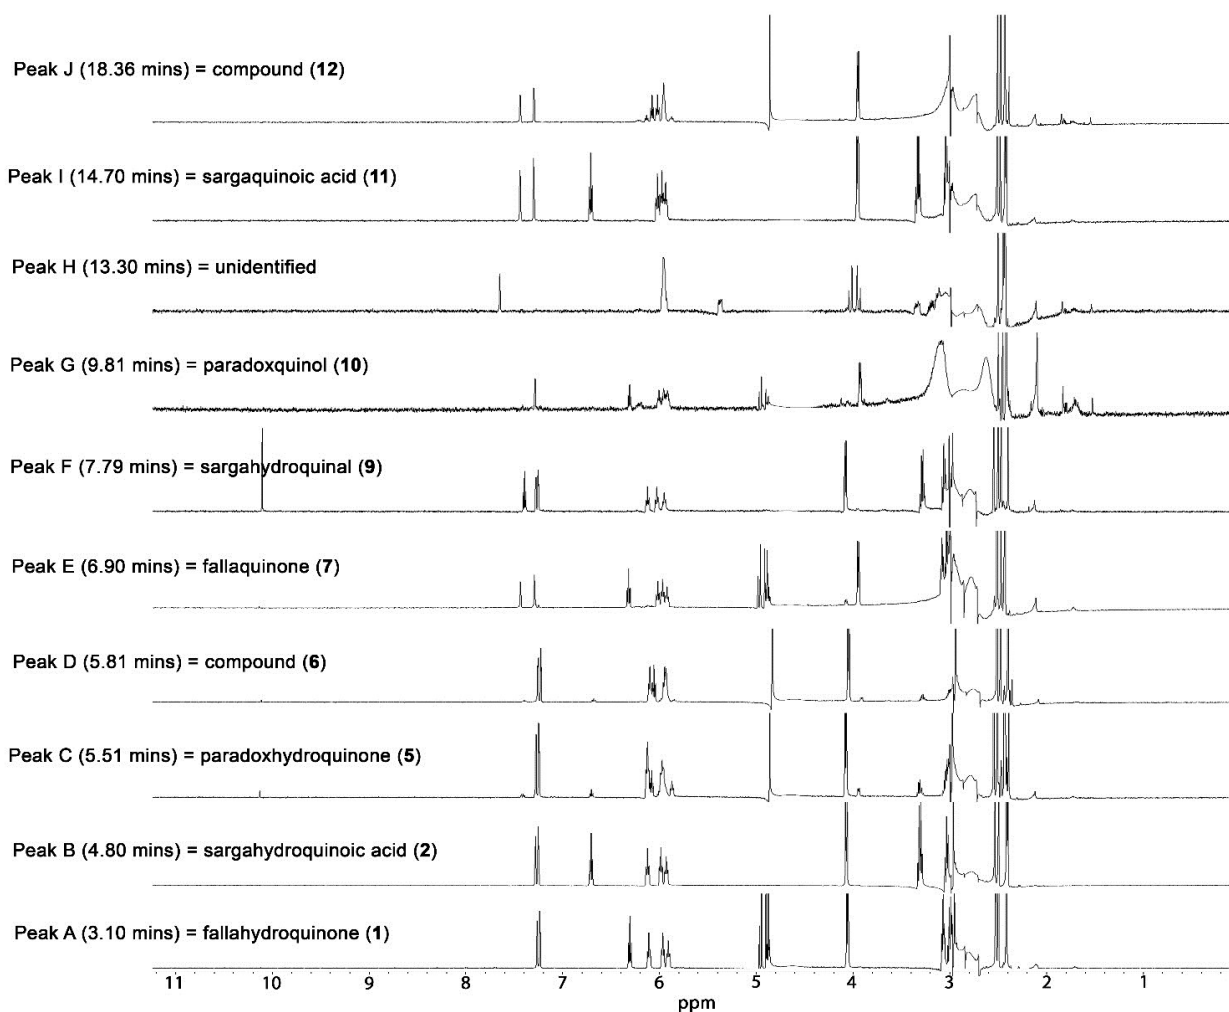 Peak J (18.36 mins) = compound (12)
Peak I (14.70 mins) = sargaquinoic acid (11)
Peak H (13.30 mins) = unidentified
Peak G (9.81 mins) = paradoxquinol (10)
Peak F (7.79 mins) = sargahydroquinal (9)
Peak E (6.90 mins) = fallaquinone (7)
Peak D (5.81 mins) = compound (6)
Peak C (5.51 mins) = paradoxhydroquinone (5)
Peak B (4.80 mins) = sargahydroquinoic acid (2)
Peak A (3.10 mins) = fallahydroquinone (1)
11 10 9 8 7 6 5 4 3 2 1
ppm